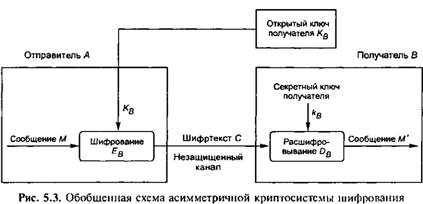 Открытый ключ
получателя K_B
Отправитель A
Получатель B
K_B
Секретный ключ
получателя
k_B
Сообщение M
Шифрование
E_B
Шифртекст C
Незащищенный
канал
Расшифро-
вывание D_B
Сообщение M'
Рис. 5.3. Обобщенная схема асимметричной криптосистемы шифрования